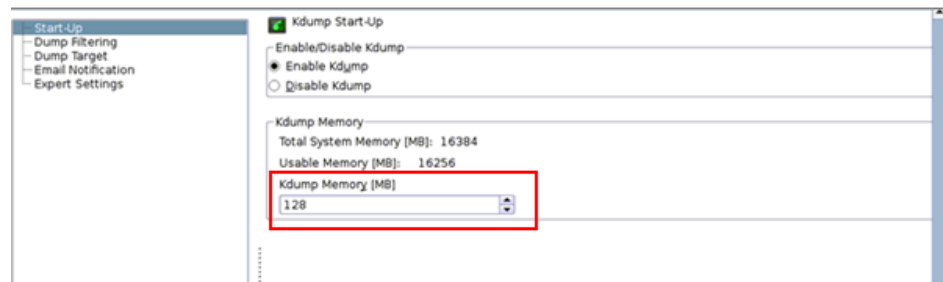 Start-Up
Dump Filtering
Dump Target
Email Notification
Expert Settings
Kdump Start-Up
Enable/Disable Kdump
Enable Kdump
Disable Kdump
Kdump Memory
Total System Memory [MB]: 16384
Usable Memory [MB]: 16256
Kdump Memory [MB]
128